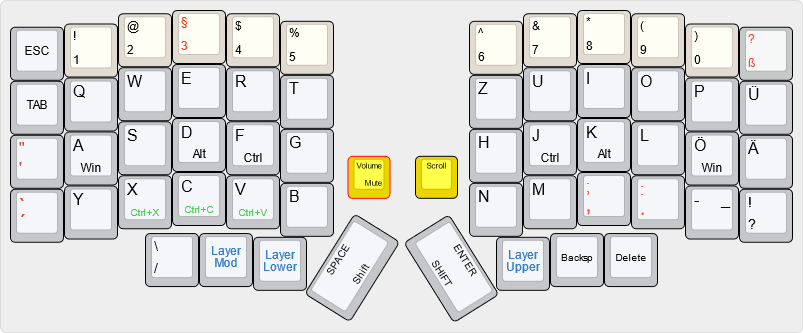 ESC
!
1
@
2
§
3
$
4
%
5
^
6
&
7
*
8
(
9
)
0
?
ß
TAB
Q
W
E
R
T
Z
U
I
O
P
Ü
"
'
A
Win
S
D
Alt
F
Ctrl
G
Volume
Mute
Scroll
H
J
Ctrl
K
Alt
L
Ö
Win
Ä
`
´
Y
X
Ctrl+X
C
Ctrl+C
V
Ctrl+V
B
N
M
;
,
:
.
- _
!
?
\
/
Layer
Mod
Layer
Lower
SPACE
Shift
ENTER
SHIFT
Layer
Upper
Backsp
Delete